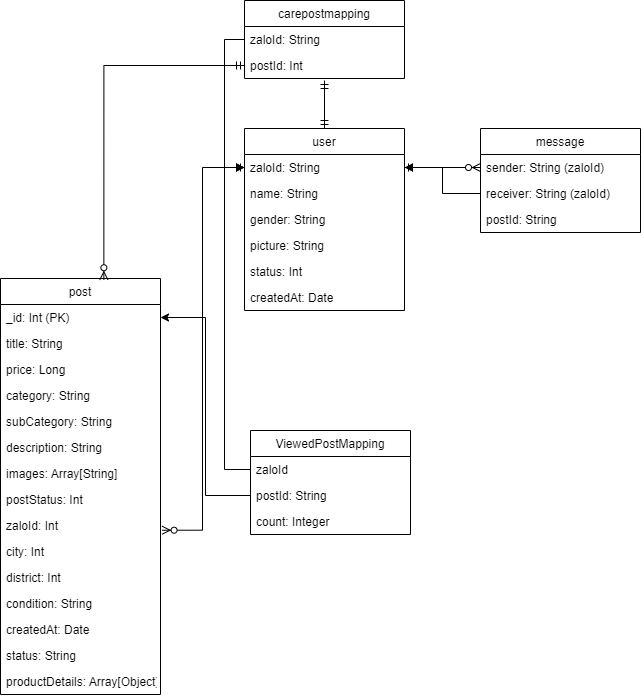 carepostmapping
zaloId: String
postId: Int
user
zaloId: String
name: String
gender: String
picture: String
status: Int
createdAt: Date
message
sender: String (zaloId)
receiver: String (zaloId)
postId: String
post
_id: Int (PK)
title: String
price: Long
category: String
subCategory: String
description: String
images: Array[String]
postStatus: Int
zaloId: Int
city: Int
district: Int
condition: String
createdAt: Date
status: String
productDetails: Array[Object]
ViewedPostMapping
zaloId
postId: String
count: Integer